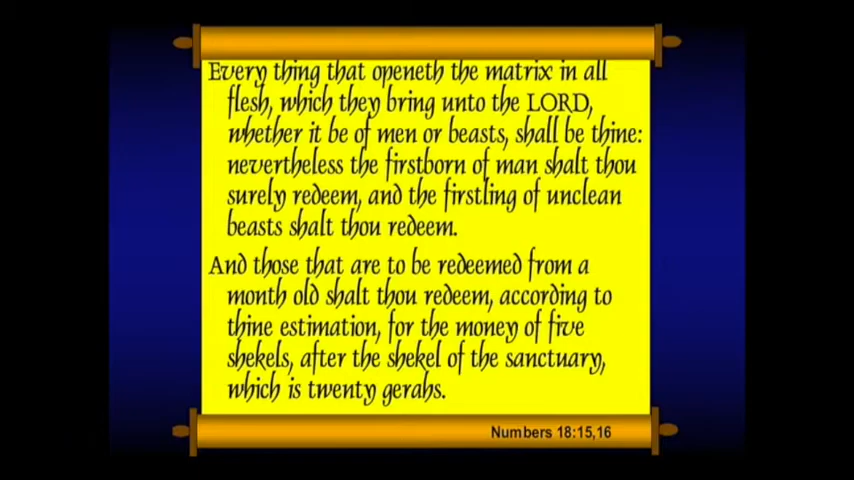 Every thing that openeth the matrix in all
flesh, which they bring unto the LORD,
whether it be of men or beasts, shall be thine:
nevertheless the firstborn of man shalt thou
surely redeem, and the firstling of unclean
beasts shalt thou redeem.
And those that are to be redeemed from a
month old shalt thou redeem, according to
thine estimation, for the money of five
shekels, after the shekel of the sanctuary,
which is twenty gerahs.
Numbers 18:15,16